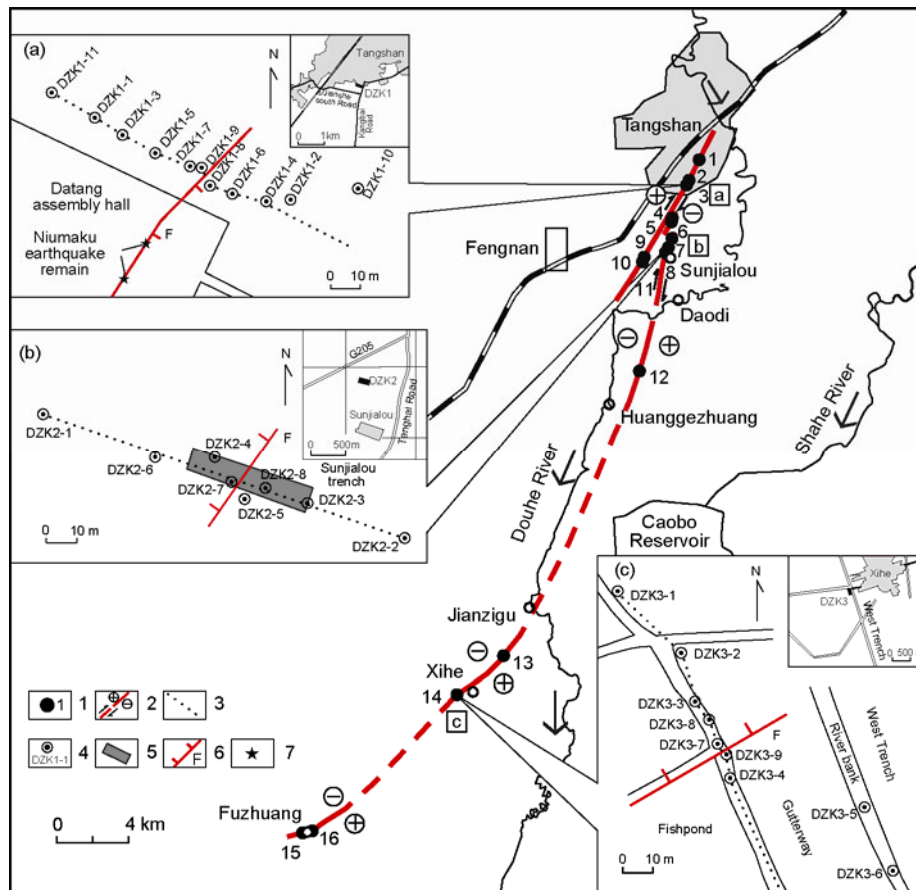 (a)
N
DZK1-11
DZK1-1
DZK1-3
DZK1-5
DZK1-7
DZK1-9
DZK1-8
DZK1-6
DZK1-4
DZK1-2
DZK1-10
Datang
assembly hall
Niumaku
earthquake
remain
F
0 10 m
Tangshan
DZK1
south Road
Road
0 1km
Tangshan
1
2
3
a
4
5
6
7
b
8
9
10
11
Fengnan
Sunjialou
Daodi
12
Huanggezhuang
Shahe River
Douhe River
Caobo
Reservoir
Jianzigu
13
Xihe
14
c
Fuzhuang
15
16
(b)
N
DZK2-1
DZK2-6
DZK2-4
F
DZK2-8
DZK2-7
DZK2-5
DZK2-3
DZK2-2
0 10 m
G205
DZK2
Sunjialou
Tanghai Road
0 500m
Sunjialou
trench
(c)
N
DZK3-1
DZK3-2
DZK3-3
DZK3-8
DZK3-7
F
DZK3-9
DZK3-4
DZK3-5
DZK3-6
Fishpond
Gutterway
River bank
West Trench
0 10 m
Xihe
DZK3
West Trench
0 500 m
1 1
2
3
DZK1-1 4
5
F 6
7
0 4 km